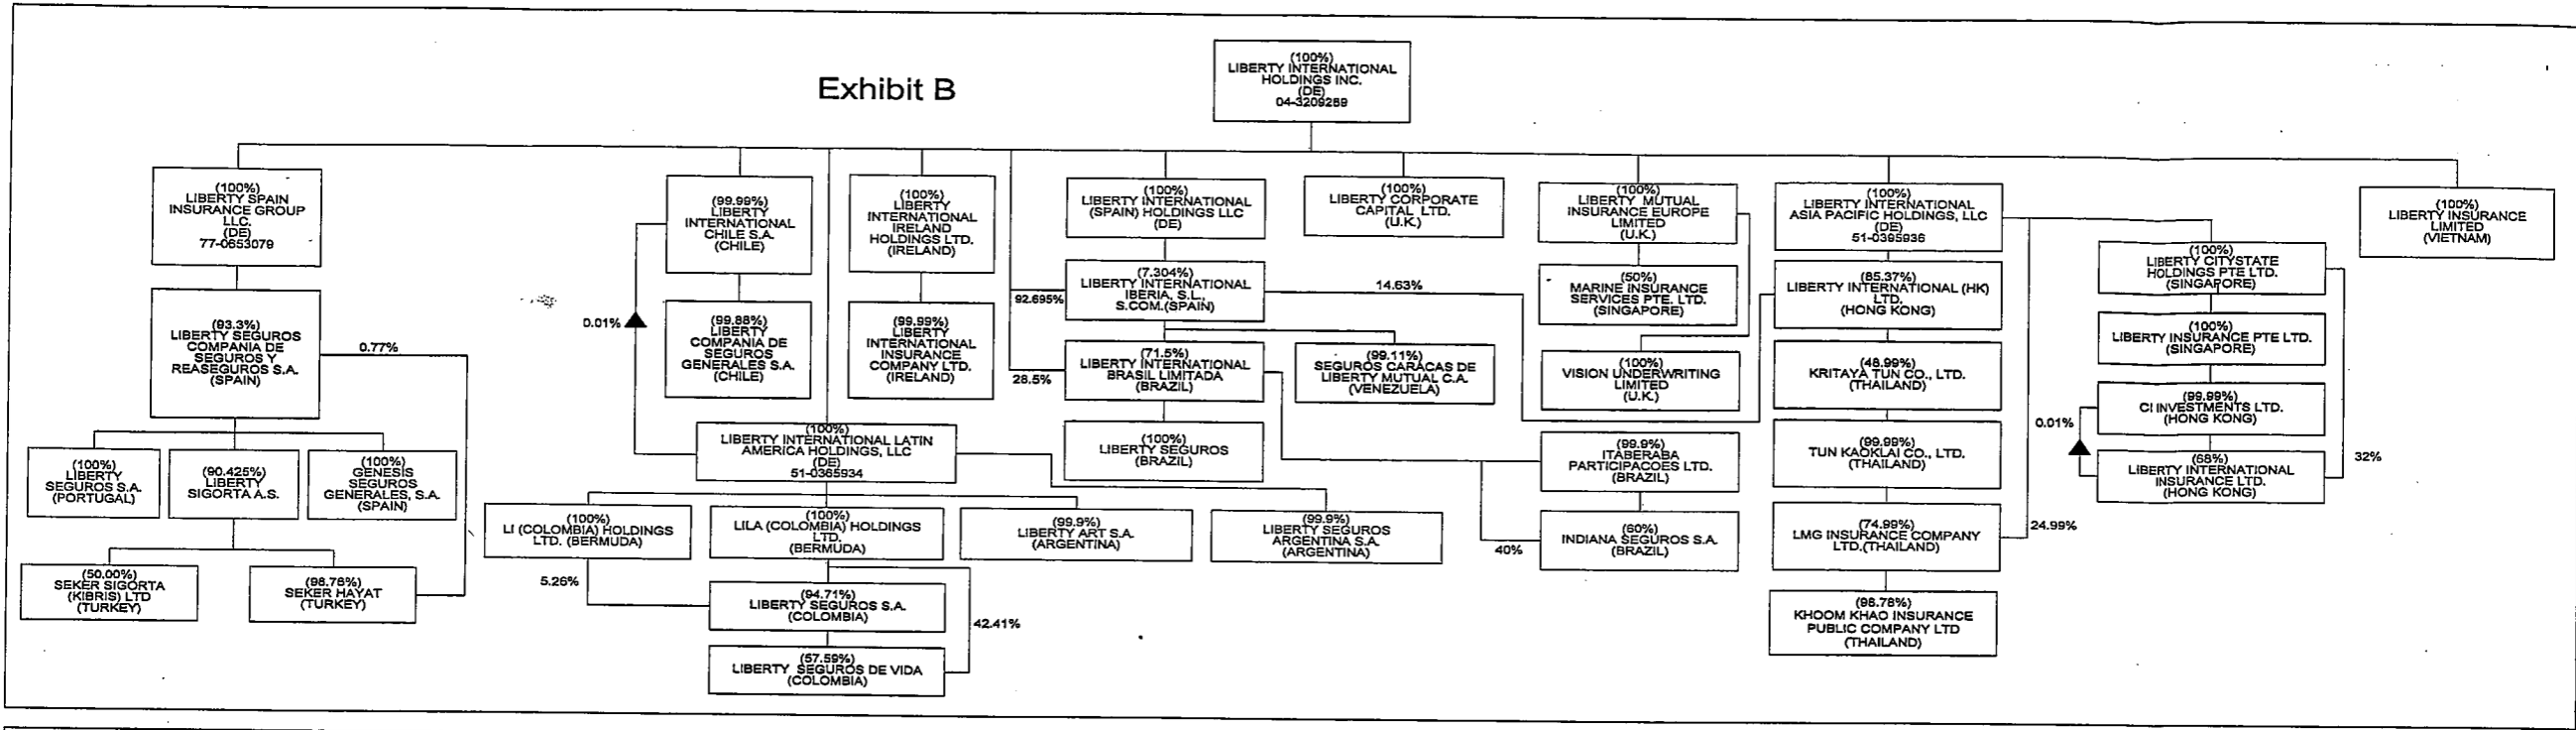 Exhibit B
(100%)
LIBERTY INTERNATIONAL
HOLDINGS INC.
(DE)
04-3209289
(100%)
LIBERTY SPAIN
INSURANCE GROUP
LLC.
(DE)
77-0653079
(93.3%)
LIBERTY SEGUROS
COMPANIA DE
SEGUROS Y
REASEGUROS S.A.
(SPAIN)
0.77%
(100%)
LIBERTY
SEGUROS S.A.
(PORTUGAL)
(90.425%)
LIBERTY
SIGORTA A.S.
(100%)
GENESIS
SEGUROS
GENERALES, S.A.
(SPAIN)
(50.00%)
SEKER SIGORTA
(KIBRIS) LTD
(TURKEY)
(98.78%)
SEKER HAYAT
(TURKEY)
(99.99%)
LIBERTY
INTERNATIONAL
CHILE S.A.
(CHILE)
0.01%
(99.88%)
LIBERTY
COMPANIA DE
SEGUROS
GENERALES S.A.
(CHILE)
(100%)
LIBERTY
INTERNATIONAL
IRELAND
HOLDINGS LTD.
(IRELAND)
(99.99%)
LIBERTY
INTERNATIONAL
INSURANCE
COMPANY LTD.
(IRELAND)
(100%)
LIBERTY INTERNATIONAL LATIN
AMERICA HOLDINGS, LLC
(DE)
51-0385934
(100%)
LI (COLOMBIA) HOLDINGS
LTD. (BERMUDA)
5.26%
(100%)
LILA (COLOMBIA) HOLDINGS
LTD.
(BERMUDA)
(94.71%)
LIBERTY SEGUROS S.A.
(COLOMBIA)
42.41%
(57.59%)
LIBERTY SEGUROS DE VIDA
(COLOMBIA)
(99.9%)
LIBERTY ART S.A.
(ARGENTINA)
(99.9%)
LIBERTY SEGUROS
ARGENTINA S.A.
(ARGENTINA)
(100%)
LIBERTY INTERNATIONAL
(SPAIN) HOLDINGS LLC
(DE)
92.695%
(7.304%)
LIBERTY INTERNATIONAL
IBERIA, S.L.,
S.COM.(SPAIN)
14.63%
28.5%
(71.5%)
LIBERTY INTERNATIONAL
BRASIL LIMITADA
(BRAZIL)
(99.11%)
SEGUROS CARACAS DE
LIBERTY MUTUAL C.A.
(VENEZUELA)
(100%)
LIBERTY SEGUROS
(BRAZIL)
(100%)
LIBERTY CORPORATE
CAPITAL LTD.
(U.K.)
(100%)
LIBERTY MUTUAL
INSURANCE EUROPE
LIMITED
(U.K.)
(50%)
MARINE INSURANCE
SERVICES PTE. LTD.
(SINGAPORE)
(100%)
VISION UNDERWRITING
LIMITED
(U.K.)
(99.9%)
ITABERABA
PARTICIPACOES LTD.
(BRAZIL)
40%
(60%)
INDIANA SEGUROS S.A.
(BRAZIL)
(100%)
LIBERTY INTERNATIONAL
ASIA PACIFIC HOLDINGS, LLC
(DE)
51-0395936
(85.37%)
LIBERTY INTERNATIONAL (HK)
LTD.
(HONG KONG)
(48.99%)
KRITAYA TUN CO., LTD.
(THAILAND)
(99.99%)
TUN KAOKLAI CO., LTD.
(THAILAND)
(74.99%)
LMG INSURANCE COMPANY
LTD.(THAILAND)
24.99%
(98.78%)
KHOOM KHAO INSURANCE
PUBLIC COMPANY LTD
(THAILAND)
(100%)
LIBERTY CITYSTATE
HOLDINGS PTE LTD.
(SINGAPORE)
(100%)
LIBERTY INSURANCE PTE LTD.
(SINGAPORE)
(99.99%)
CI INVESTMENTS LTD.
(HONG KONG)
0.01%
(68%)
LIBERTY INTERNATIONAL
INSURANCE LTD.
(HONG KONG)
32%
(100%)
LIBERTY INSURANCE
LIMITED
(VIETNAM)